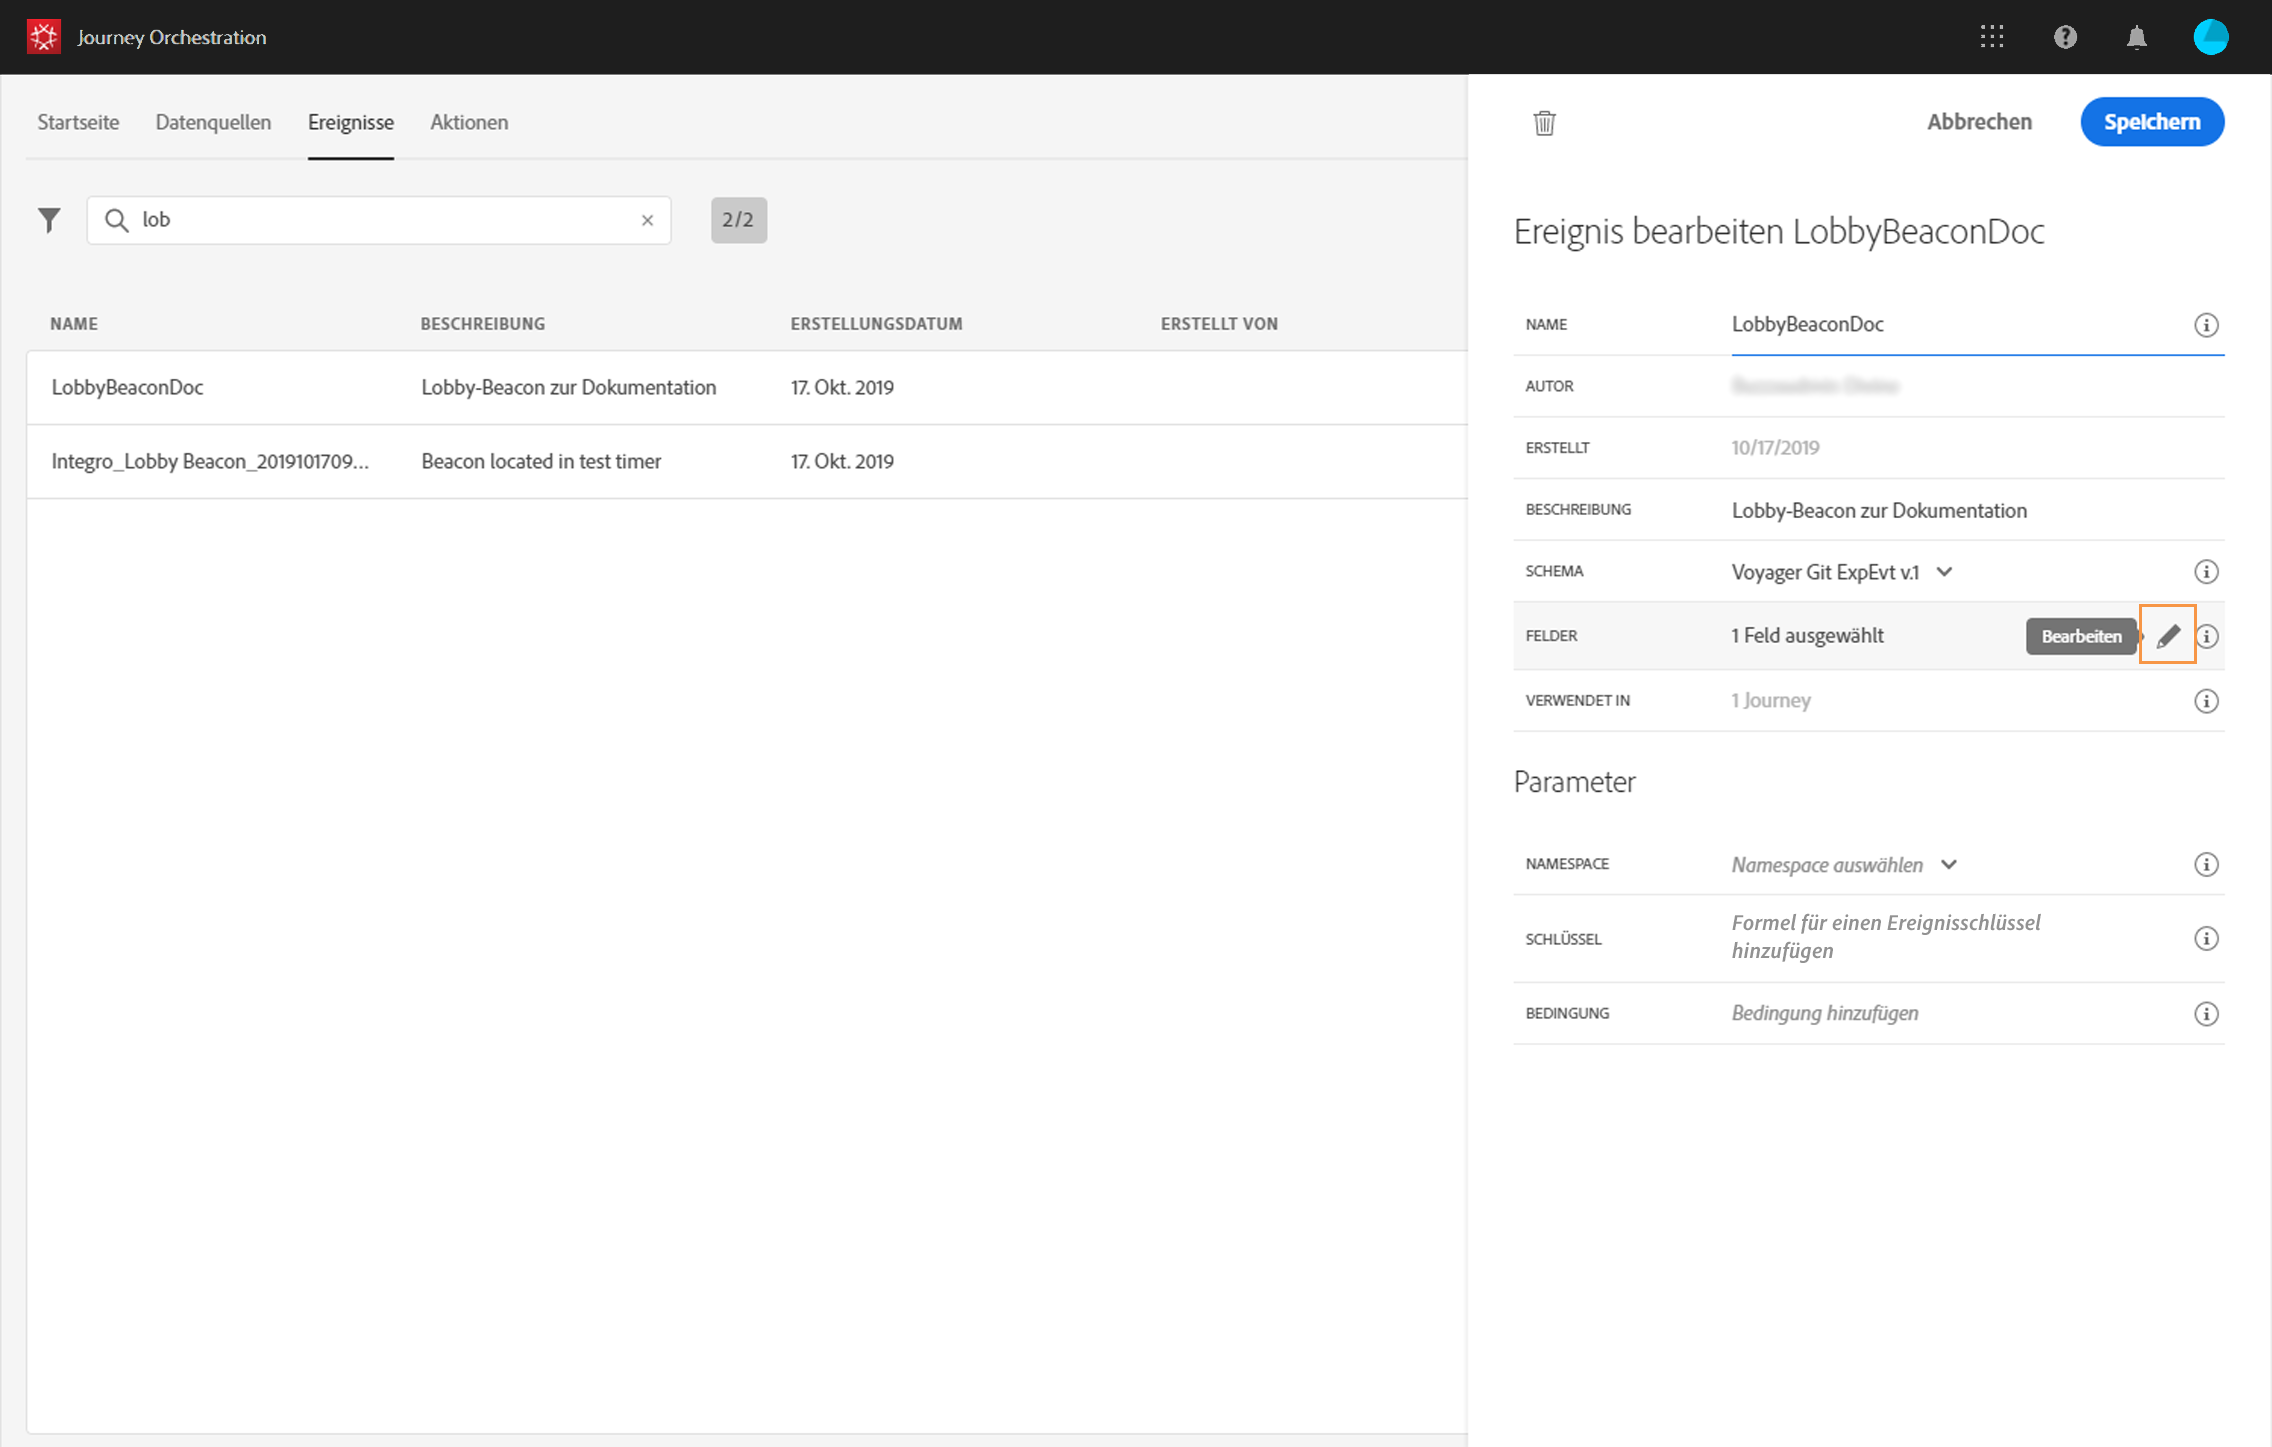 Journey Orchestration
Startseite Datenquellen Ereignisse Aktionen
lob
2/2
NAME BESCHREIBUNG ERSTELLUNGSDATUM ERSTELLT VON
LobbyBeaconDoc Lobby-Beacon zur Dokumentation 17. Okt. 2019
Integro_Lobby Beacon_2019101709... Beacon located in test timer 17. Okt. 2019
Abbrechen Speichern
Ereignis bearbeiten LobbyBeaconDoc
NAME LobbyBeaconDoc
AUTOR
ERSTELLT 10/17/2019
BESCHREIBUNG Lobby-Beacon zur Dokumentation
SCHEMA Voyager Git ExpEvt v.1
FELDER 1 Feld ausgewählt Bearbeiten
VERWENDET IN 1 Journey
Parameter
NAMESPACE Namespace auswählen
SCHLÜSSEL Formel für einen Ereignisschlüssel
hinzufügen
BEDINGUNG Bedingung hinzufügen